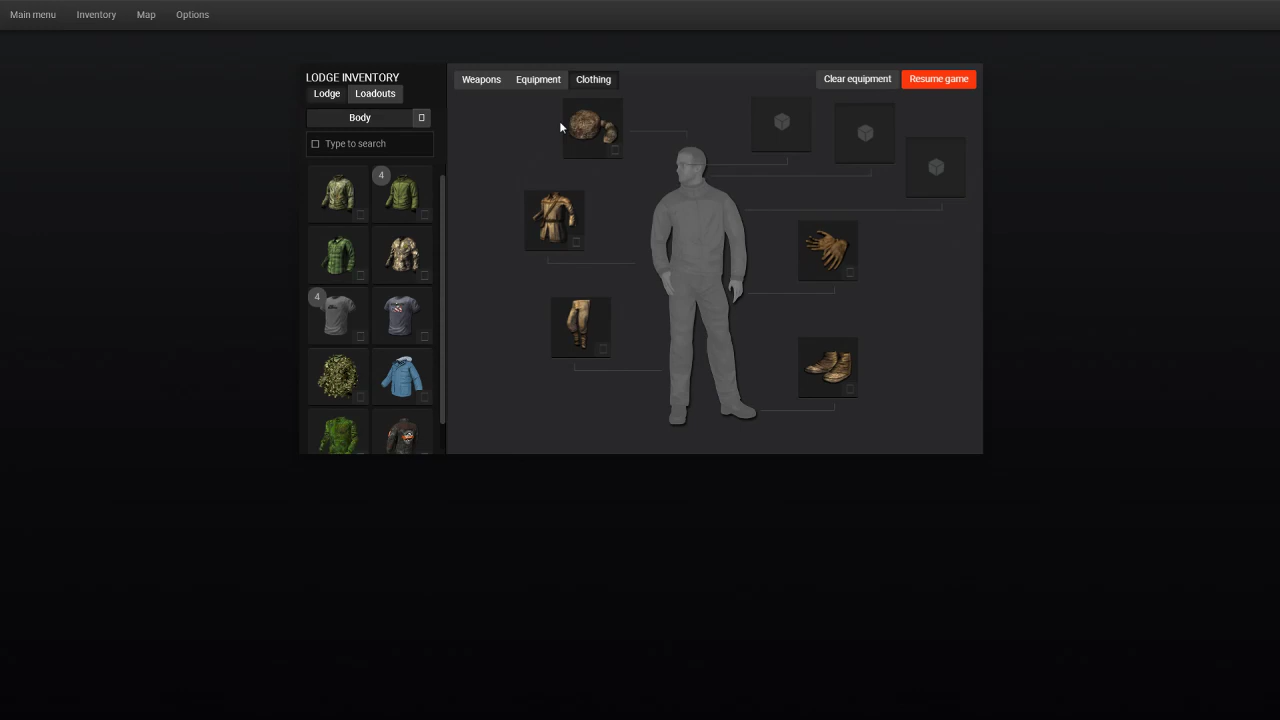 Main menu
Inventory
Map
Options
LODGE INVENTORY
Lodge
Loadouts
Body
Type to search
4
4
Weapons
Equipment
Clothing
Clear equipment
Resume game